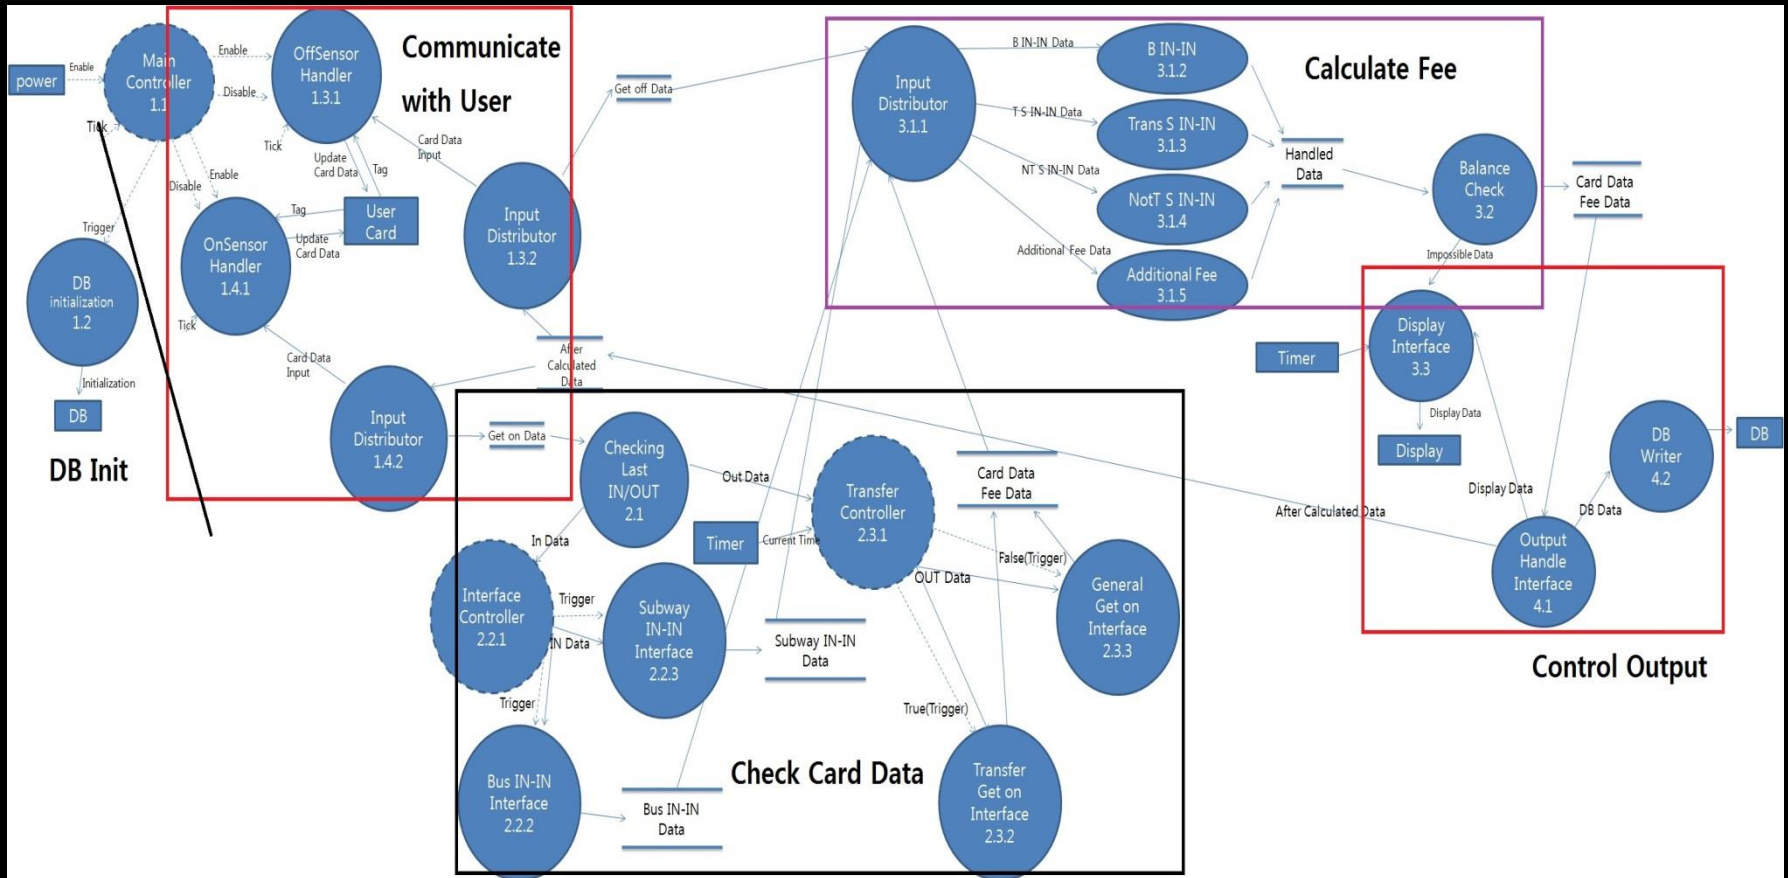 power
Enable
Main
Controller
1.1
Enable
Disable
OffSensor
Handler
1.3.1
Communicate
with User
Tick
Tick
Update
Card Data
Tag
Card Data
Input
Enable
Disable
Trigger
Tag
Update
Card Data
User
Card
Input
Distributor
1.3.2
OnSensor
Handler
1.4.1
Tick
DB
initialization
1.2
Initialization
DB
DB Init
Card Data
Input
Input
Distributor
1.4.2
After
Calculated
Data
Get off Data
Get on Data
Input
Distributor
3.1.1
B IN-IN Data
T S IN-IN Data
NT S IN-IN Data
Additional Fee Data
B IN-IN
3.1.2
Trans S IN-IN
3.1.3
NotT S IN-IN
3.1.4
Additional Fee
3.1.5
Calculate Fee
Handled
Data
Balance
Check
3.2
Card Data
Fee Data
Impossible Data
Timer
Display
Interface
3.3
Display Data
Display
DB
Writer
4.2
DB
Display Data
DB Data
After Calculated Data
Output
Handle
Interface
4.1
Control Output
Checking
Last
IN/OUT
2.1
Out Data
In Data
Timer
Current Time
Transfer
Controller
2.3.1
Card Data
Fee Data
False(Trigger)
OUT Data
General
Get on
Interface
2.3.3
Interface
Controller
2.2.1
Trigger
IN Data
Trigger
Subway
IN-IN
Interface
2.2.3
Subway IN-IN
Data
True(Trigger)
Bus IN-IN
Interface
2.2.2
Bus IN-IN
Data
Check Card Data
Transfer
Get on
Interface
2.3.2